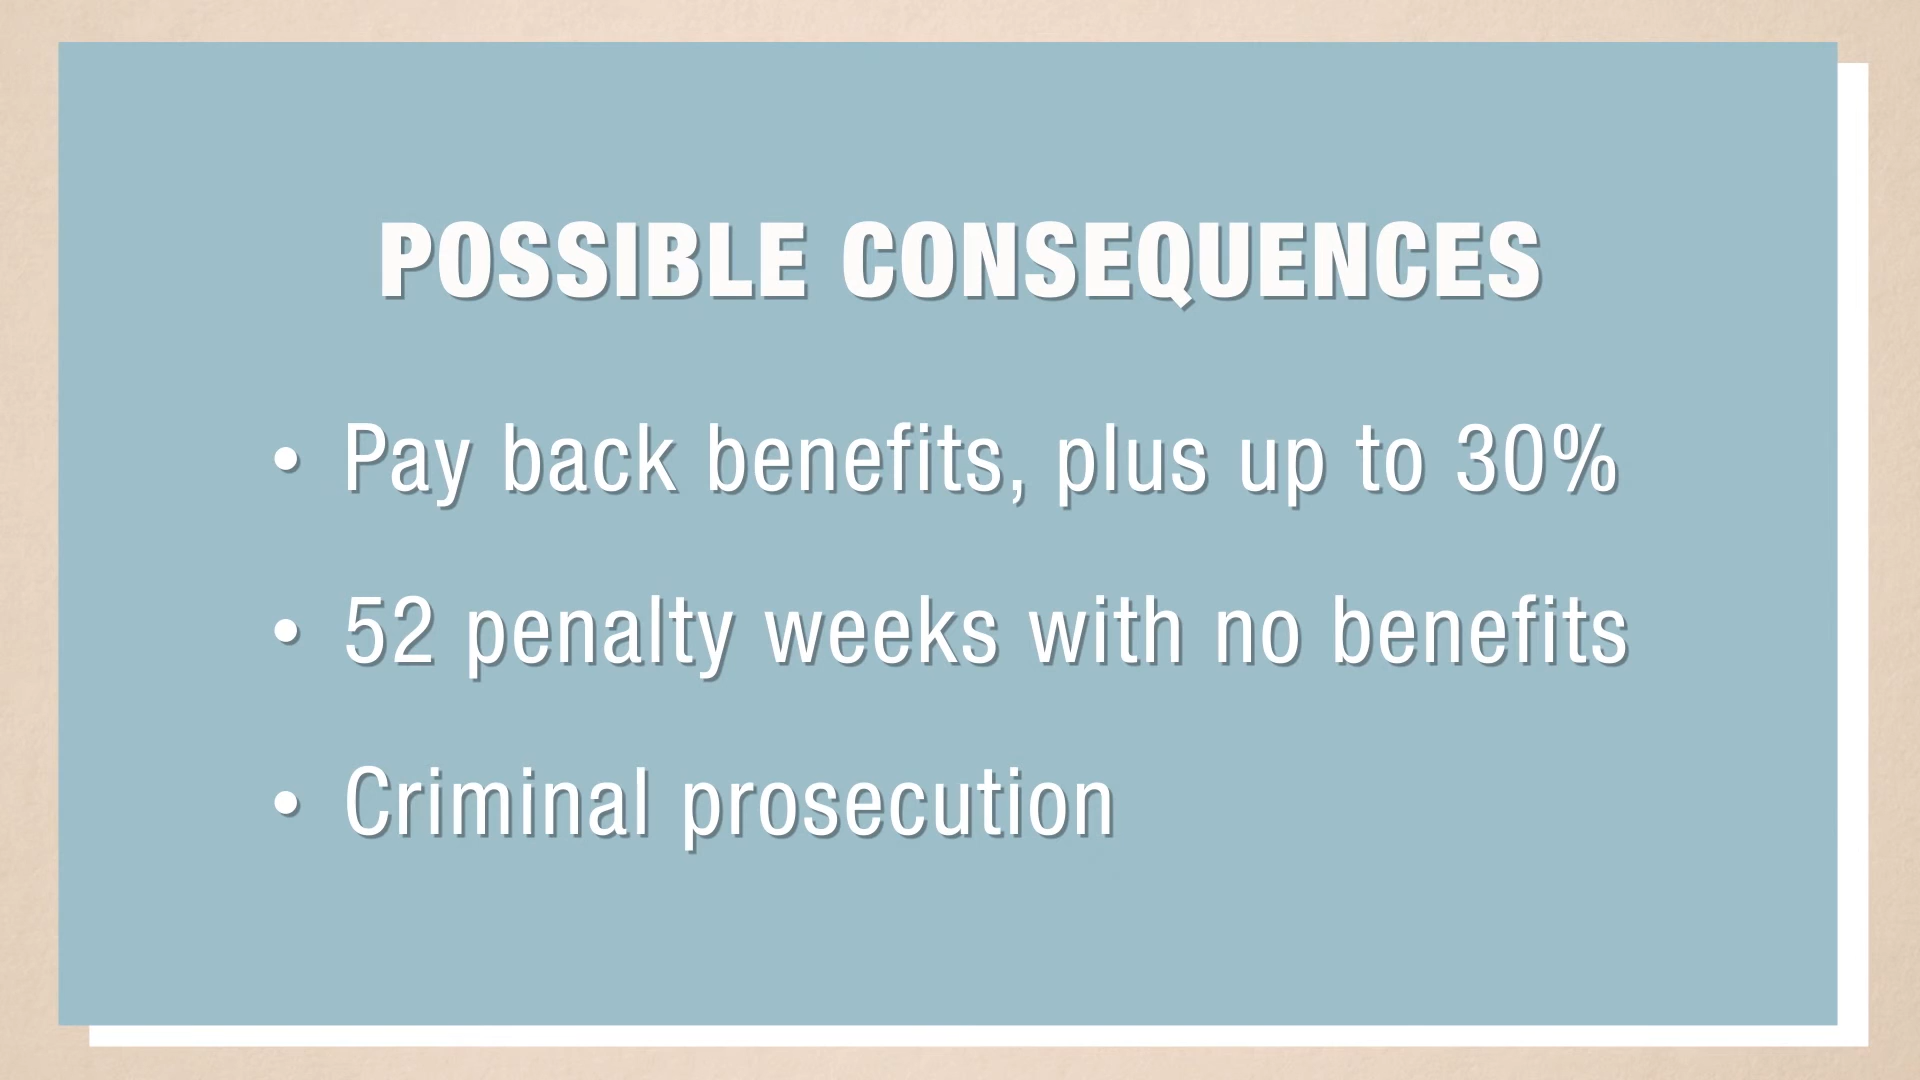 POSSIBLE CONSEQUENCES
• Pay back benefits, plus up to 30%
• 52 penalty weeks with no benefits
• Criminal prosecution